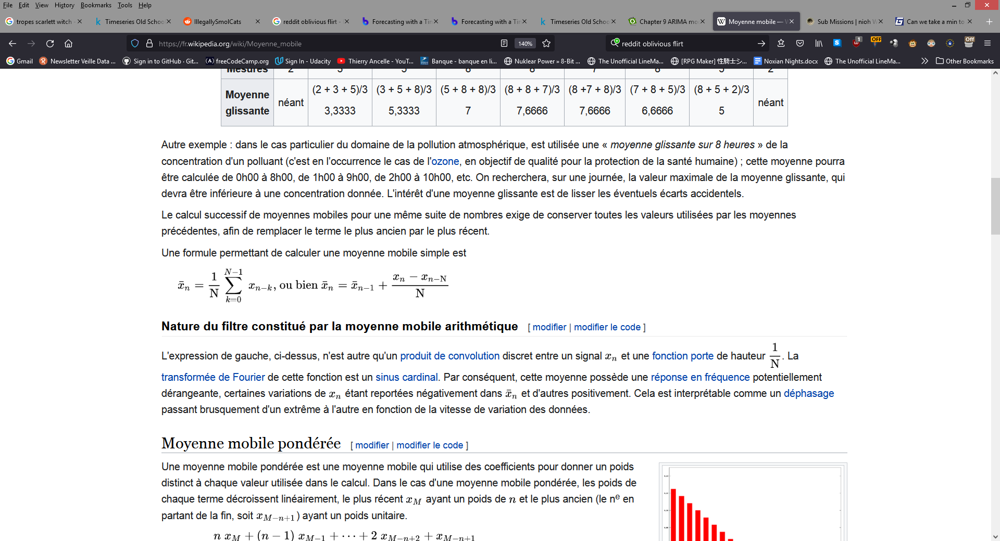 File Edit View History Bookmarks Tools Help
tropes scarlett witch - Timeseries Old Schoo IllegallySmolCats reddit oblivious flirt - Forecasting with a Tim Forecasting with a Tim Timeseries Old Schoo Chapter 9 ARIMA mo Moyenne mobile — W Sub Missions | nioh W Can we take a min to
https://fr.wikipedia.org/wiki/Moyenne_mobile 140% reddit oblivious flirt 1 OFF Off
Gmail Newsletter Veille Data ... Sign in to GitHub · Git... freeCodeCamp.org Sign In - Udacity Thierry Ancelle - YouT... Banque - banque en li... Nuklear Power » 8-Bit ... The Unofficial LineMa... [RPG Maker] 性騎士シ... Noxian Nights.docx The Unofficial LineMa... Other Bookmarks
Mesures 2 3 5 8 8 7 8 5 2
(2 + 3 + 5)/3 (3 + 5 + 8)/3 (5 + 8 + 8)/3 (8 + 8 + 7)/3 (8 +7 + 8)/3 (7 + 8 + 5)/3 (8 + 5 + 2)/3
Moyenne glissante néant 3,3333 5,3333 7 7,6666 7,6666 6,6666 5 néant
Autre exemple : dans le cas particulier du domaine de la pollution atmosphérique, est utilisée une « moyenne glissante sur 8 heures » de la
concentration d'un polluant (c'est en l'occurrence le cas de l'ozone, en objectif de qualité pour la protection de la santé humaine) ; cette moyenne pourra
être calculée de 0h00 à 8h00, de 1h00 à 9h00, de 2h00 à 10h00, etc. On recherchera, sur une journée, la valeur maximale de la moyenne glissante, qui
devra être inférieure à une concentration donnée. L'intérêt d'une moyenne glissante est de lisser les éventuels écarts accidentels.
Le calcul successif de moyennes mobiles pour une même suite de nombres exige de conserver toutes les valeurs utilisées par les moyennes
précédentes, afin de remplacer le terme le plus ancien par le plus récent.
Une formule permettant de calculer une moyenne mobile simple est
x̄_n = 1/N ∑_{k=0}^{N−1} x_{n−k}, ou bien x̄_n = x̄_{n−1} + (x_n − x_{n−N})/N
Nature du filtre constitué par la moyenne mobile arithmétique [ modifier | modifier le code ]
L'expression de gauche, ci-dessus, n'est autre qu'un produit de convolution discret entre un signal x_n et une fonction porte de hauteur 1/N. La
transformée de Fourier de cette fonction est un sinus cardinal. Par conséquent, cette moyenne possède une réponse en fréquence potentiellement
dérangeante, certaines variations de x_n étant reportées négativement dans x̄_n et d'autres positivement. Cela est interprétable comme un déphasage
passant brusquement d'un extrême à l'autre en fonction de la vitesse de variation des données.
Moyenne mobile pondérée [ modifier | modifier le code ]
Une moyenne mobile pondérée est une moyenne mobile qui utilise des coefficients pour donner un poids
distinct à chaque valeur utilisée dans le calcul. Dans le cas d'une moyenne mobile pondérée, les poids de
chaque terme décroissent linéairement, le plus récent x_M ayant un poids de n et le plus ancien (le nᵉ en
partant de la fin, soit x_{M−n+1}) ayant un poids unitaire.
n x_M + (n − 1) x_{M−1} + ⋯ + 2 x_{M−n+2} + x_{M−n+1}